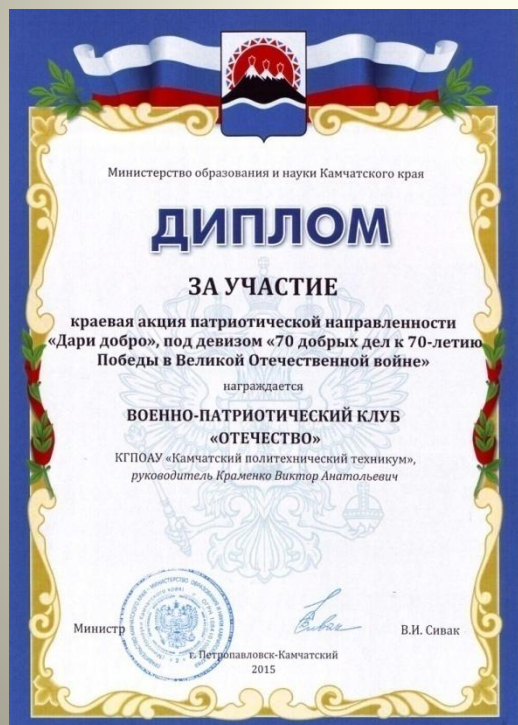 Министерство образования и науки Камчатского края
ДИПЛОМ
ЗА УЧАСТИЕ
краевая акция патриотической направленности
«Дари добро», под девизом «70 добрых дел к 70-летию
Победы в Великой Отечественной войне»
награждается
ВОЕННО-ПАТРИОТИЧЕСКИЙ КЛУБ
«ОТЕЧЕСТВО»
КГПОАУ «Камчатский политехнический техникум»,
руководитель Краменко Виктор Анатольевич
Министр
В.И. Сивак
г. Петропавловск-Камчатский
2015